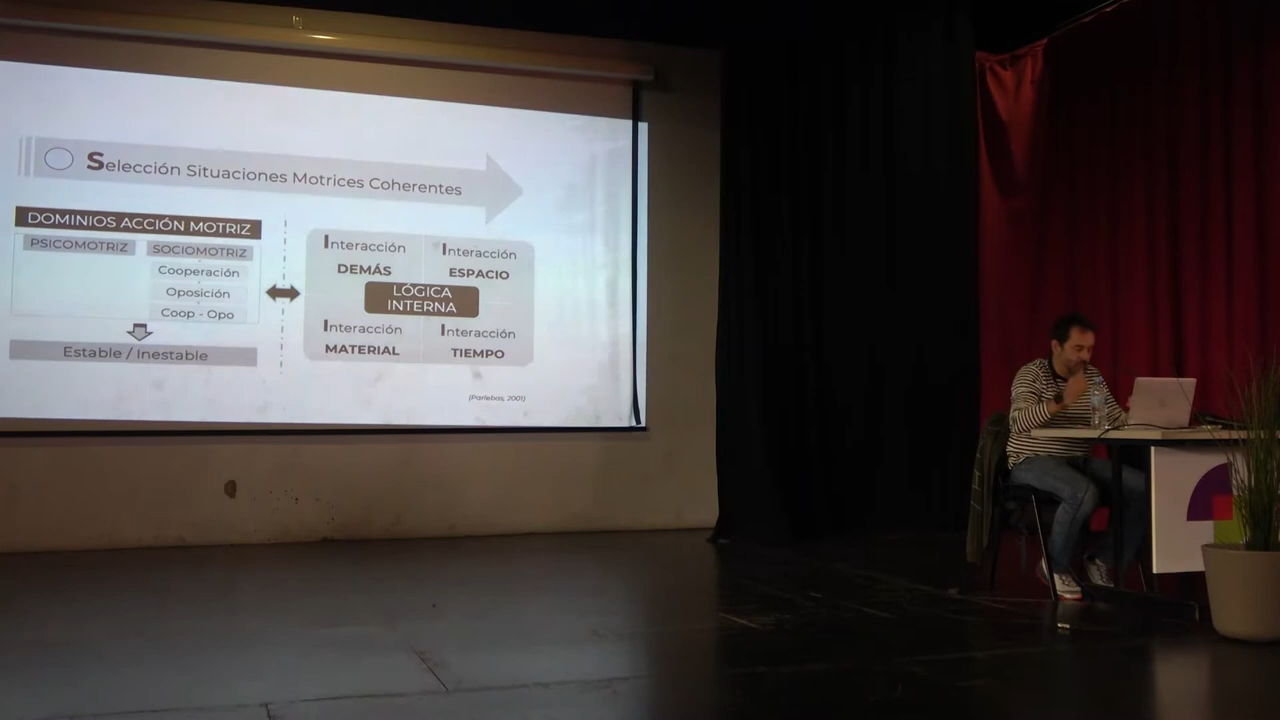 Selección Situaciones Motrices Coherentes
DOMINIOS ACCIÓN MOTRIZ
PSICOMOTRIZ
SOCIOMOTRIZ
Cooperación
Oposición
Coop - Opo
Estable / Inestable
Interacción
DEMÁS
Interacción
ESPACIO
LÓGICA
INTERNA
Interacción
MATERIAL
Interacción
TIEMPO
(Parlebas, 2001)